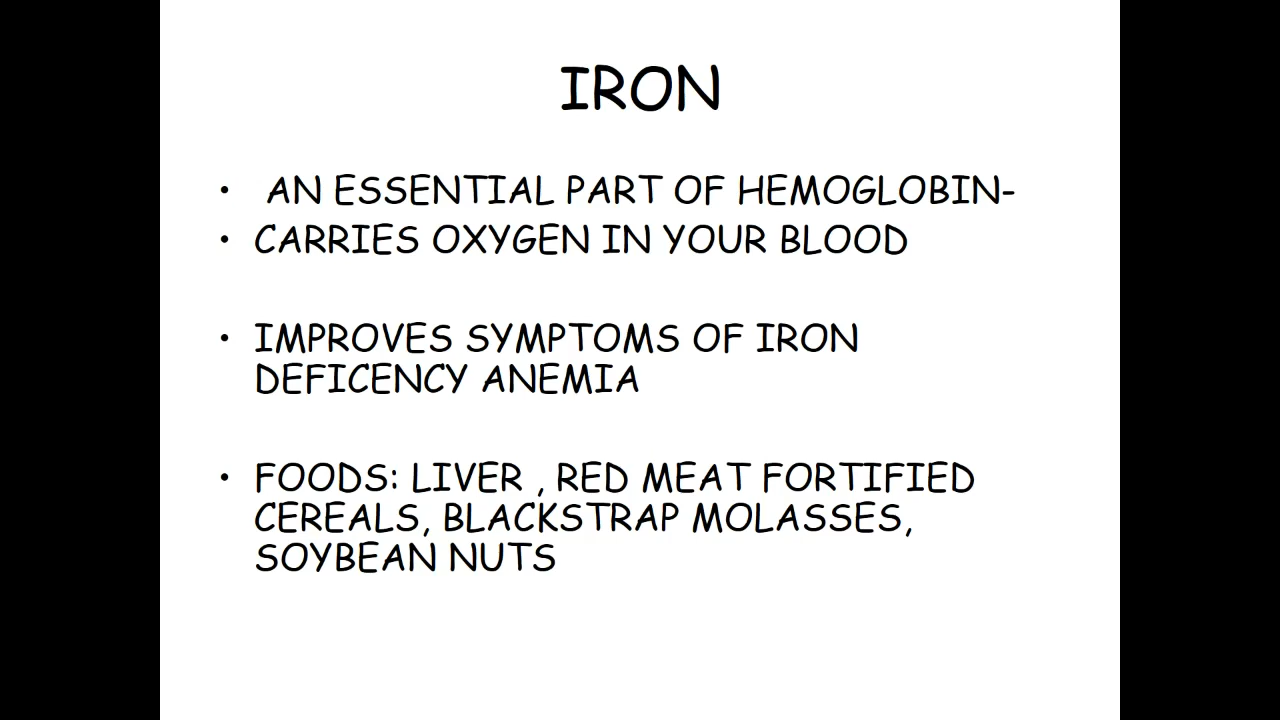 IRON
• AN ESSENTIAL PART OF HEMOGLOBIN-
• CARRIES OXYGEN IN YOUR BLOOD
• IMPROVES SYMPTOMS OF IRON
DEFICENCY ANEMIA
• FOODS: LIVER , RED MEAT FORTIFIED
CEREALS, BLACKSTRAP MOLASSES,
SOYBEAN NUTS